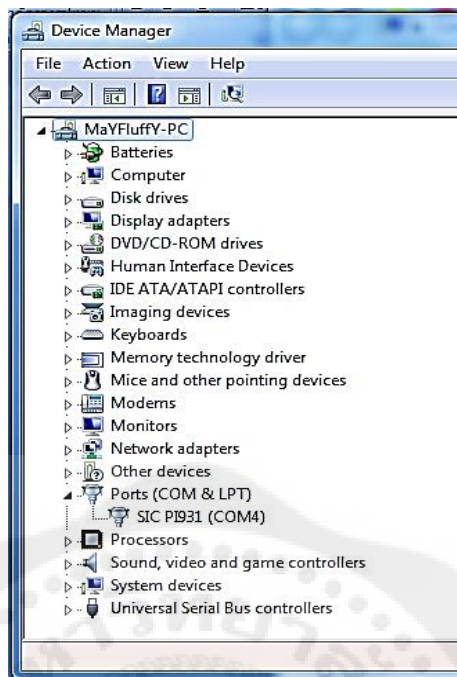 Device Manager
File Action View Help
MaYFluffY-PC
Batteries
Computer
Disk drives
Display adapters
DVD/CD-ROM drives
Human Interface Devices
IDE ATA/ATAPI controllers
Imaging devices
Keyboards
Memory technology driver
Mice and other pointing devices
Modems
Monitors
Network adapters
Other devices
Ports (COM & LPT)
SIC PI931 (COM4)
Processors
Sound, video and game controllers
System devices
Universal Serial Bus controllers